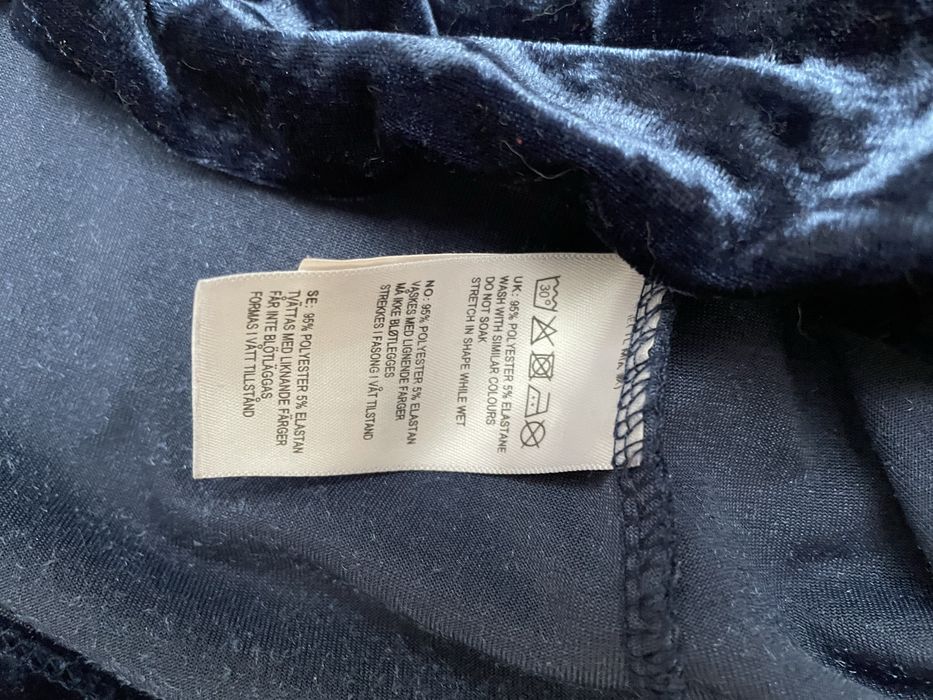 30°
UK: 95% POLYESTER 5% ELASTANE
WASH WITH SIMILAR COLOURS
DO NOT SOAK
STRETCH IN SHAPE WHILE WET
NO: 95% POLYESTER 5% ELASTAN
VASKES MED LIGNENDE FARGER
MÅ IKKE BLØTLEGGES
STREKKES I FASONG I VÅT TILSTAND
SE: 95% POLYESTER 5% ELASTAN
TVÄTTAS MED LIKNANDE FÄRGER
FÅR INTE BLÖTLÄGGAS
FORMAS I VÅTT TILLSTÅND